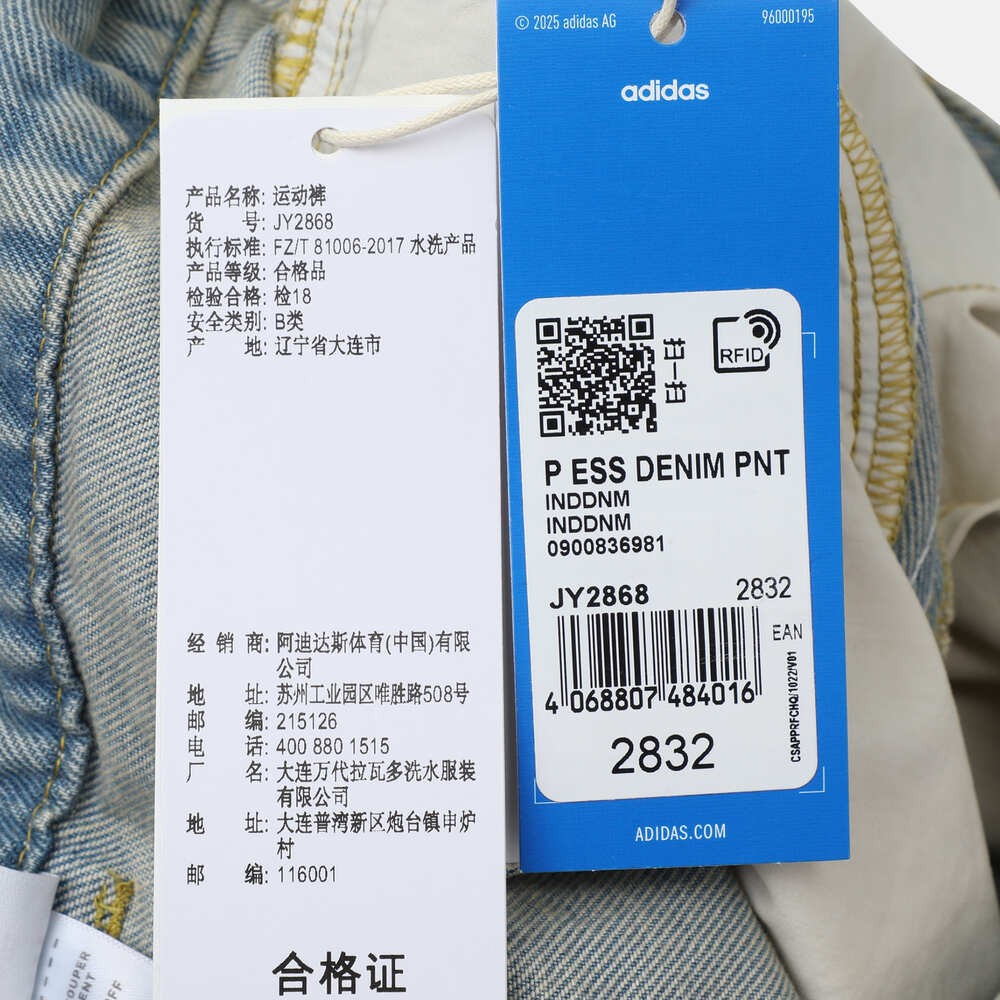 产品名称: 运动裤
货 号: JY2868
执行标准: FZ/T 81006-2017 水洗产品
产品等级: 合格品
检验合格: 检18
安全类别: B类
产 地: 辽宁省大连市
经 销 商: 阿迪达斯体育(中国)有限
公司
地 址: 苏州工业园区唯胜路508号
邮 编: 215126
电 话: 400 880 1515
厂 名: 大连万代拉瓦多洗水服装
有限公司
地 址: 大连普湾新区炮台镇申炉
村
邮 编: 116001
合格证
© 2025 adidas AG 96000195
adidas
扫一扫
RFID
P ESS DENIM PNT
INDDNM
INDDNM
0900836981
JY2868 2832
EAN
4 068807 484016
CSAPPRFCHQ/1022/V01
2832
ADIDAS.COM